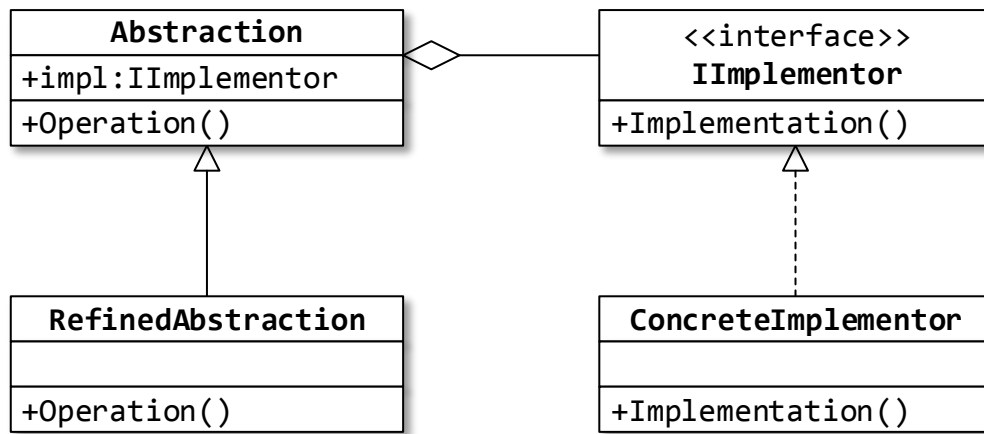 Abstraction
+impl:IImplementor
+Operation()
<<interface>>
IImplementor
+Implementation()
RefinedAbstraction
+Operation()
ConcreteImplementor
+Implementation()